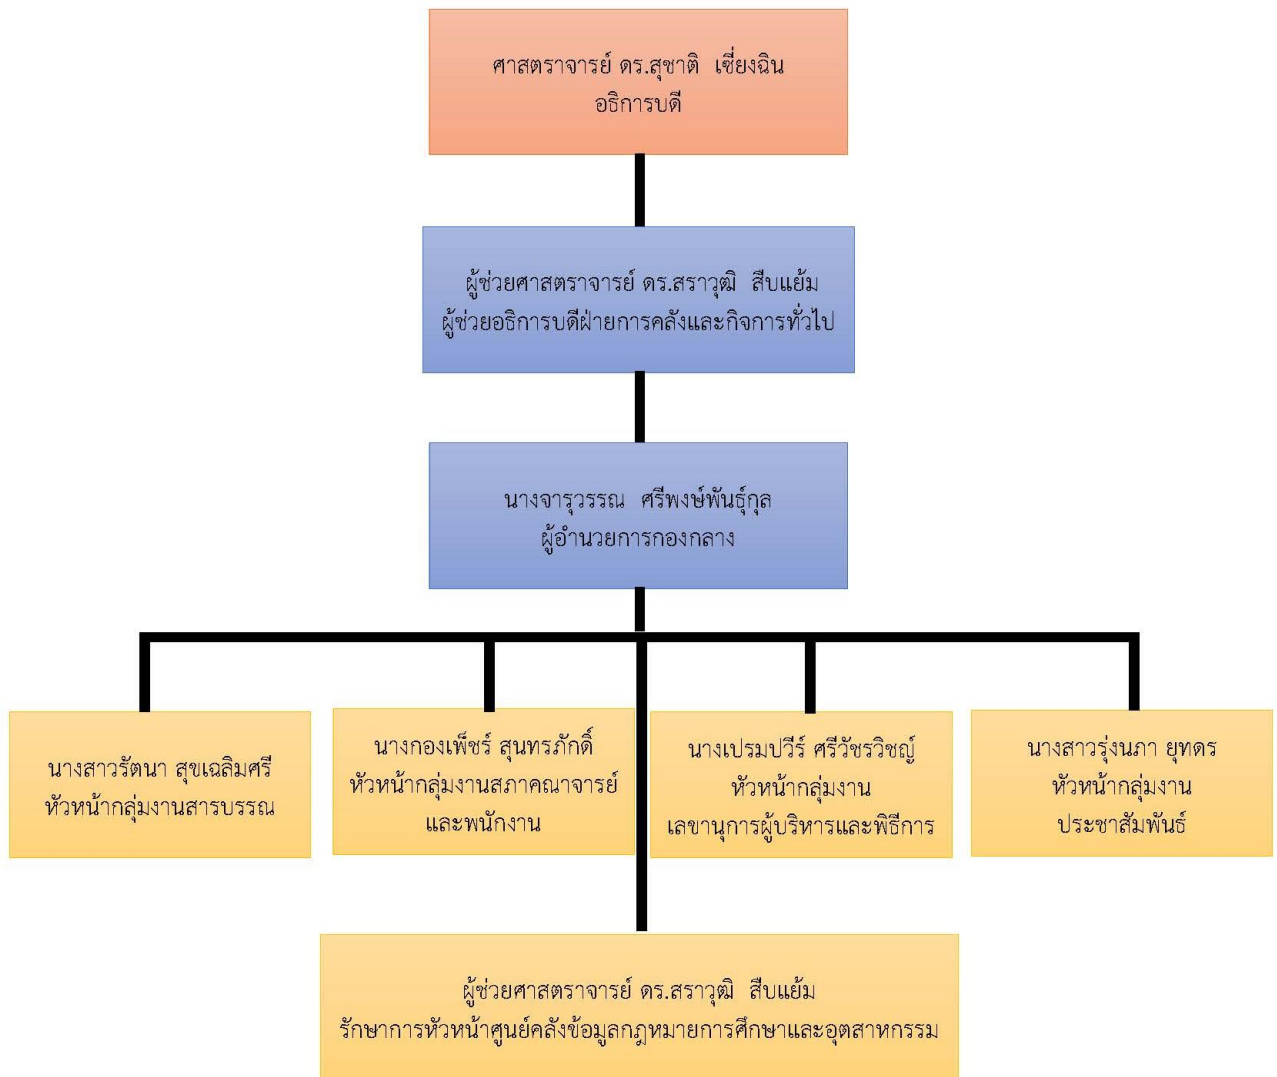 ศาสตราจารย์ ดร.สุชาติ  เซี่ยงฉิน
อธิการบดี
ผู้ช่วยศาสตราจารย์ ดร.สราวุฒิ  สืบแย้ม
ผู้ช่วยอธิการบดีฝ่ายการคลังและกิจการทั่วไป
นางจารุวรรณ  ศรีพงษ์พันธุ์กุล
ผู้อำนวยการกองกลาง
นางสาวรัตนา สุขเฉลิมศรี
หัวหน้ากลุ่มงานสารบรรณ
นางกองเพ็ชร์ สุนทรภักดิ์
หัวหน้ากลุ่มงานสภาคณาจารย์
และพนักงาน
นางเปรมปวีร์ ศรีวัชรวิชญ์
หัวหน้ากลุ่มงาน
เลขานุการผู้บริหารและพิธีการ
นางสาวรุ่งนภา ยุทดร
หัวหน้ากลุ่มงาน
ประชาสัมพันธ์
ผู้ช่วยศาสตราจารย์ ดร.สราวุฒิ  สืบแย้ม
รักษาการหัวหน้าศูนย์คลังข้อมูลกฎหมายการศึกษาและอุตสาหกรรม